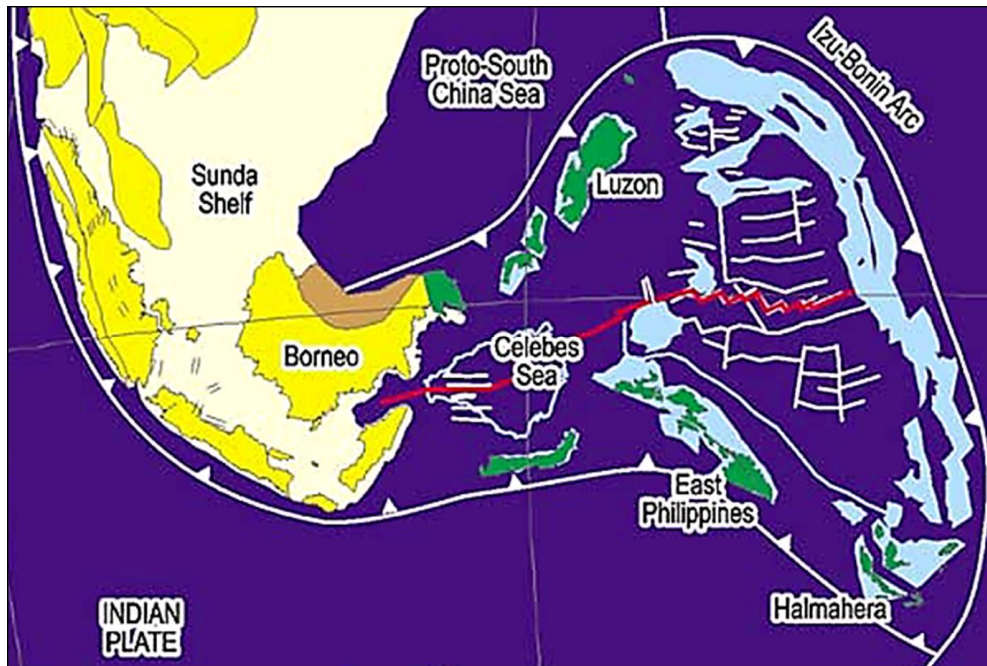 Proto-South
China Sea
Izu-Bonin Arc
Sunda
Shelf
Luzon
Borneo
Celebes
Sea
East
Philippines
Halmahera
INDIAN
PLATE